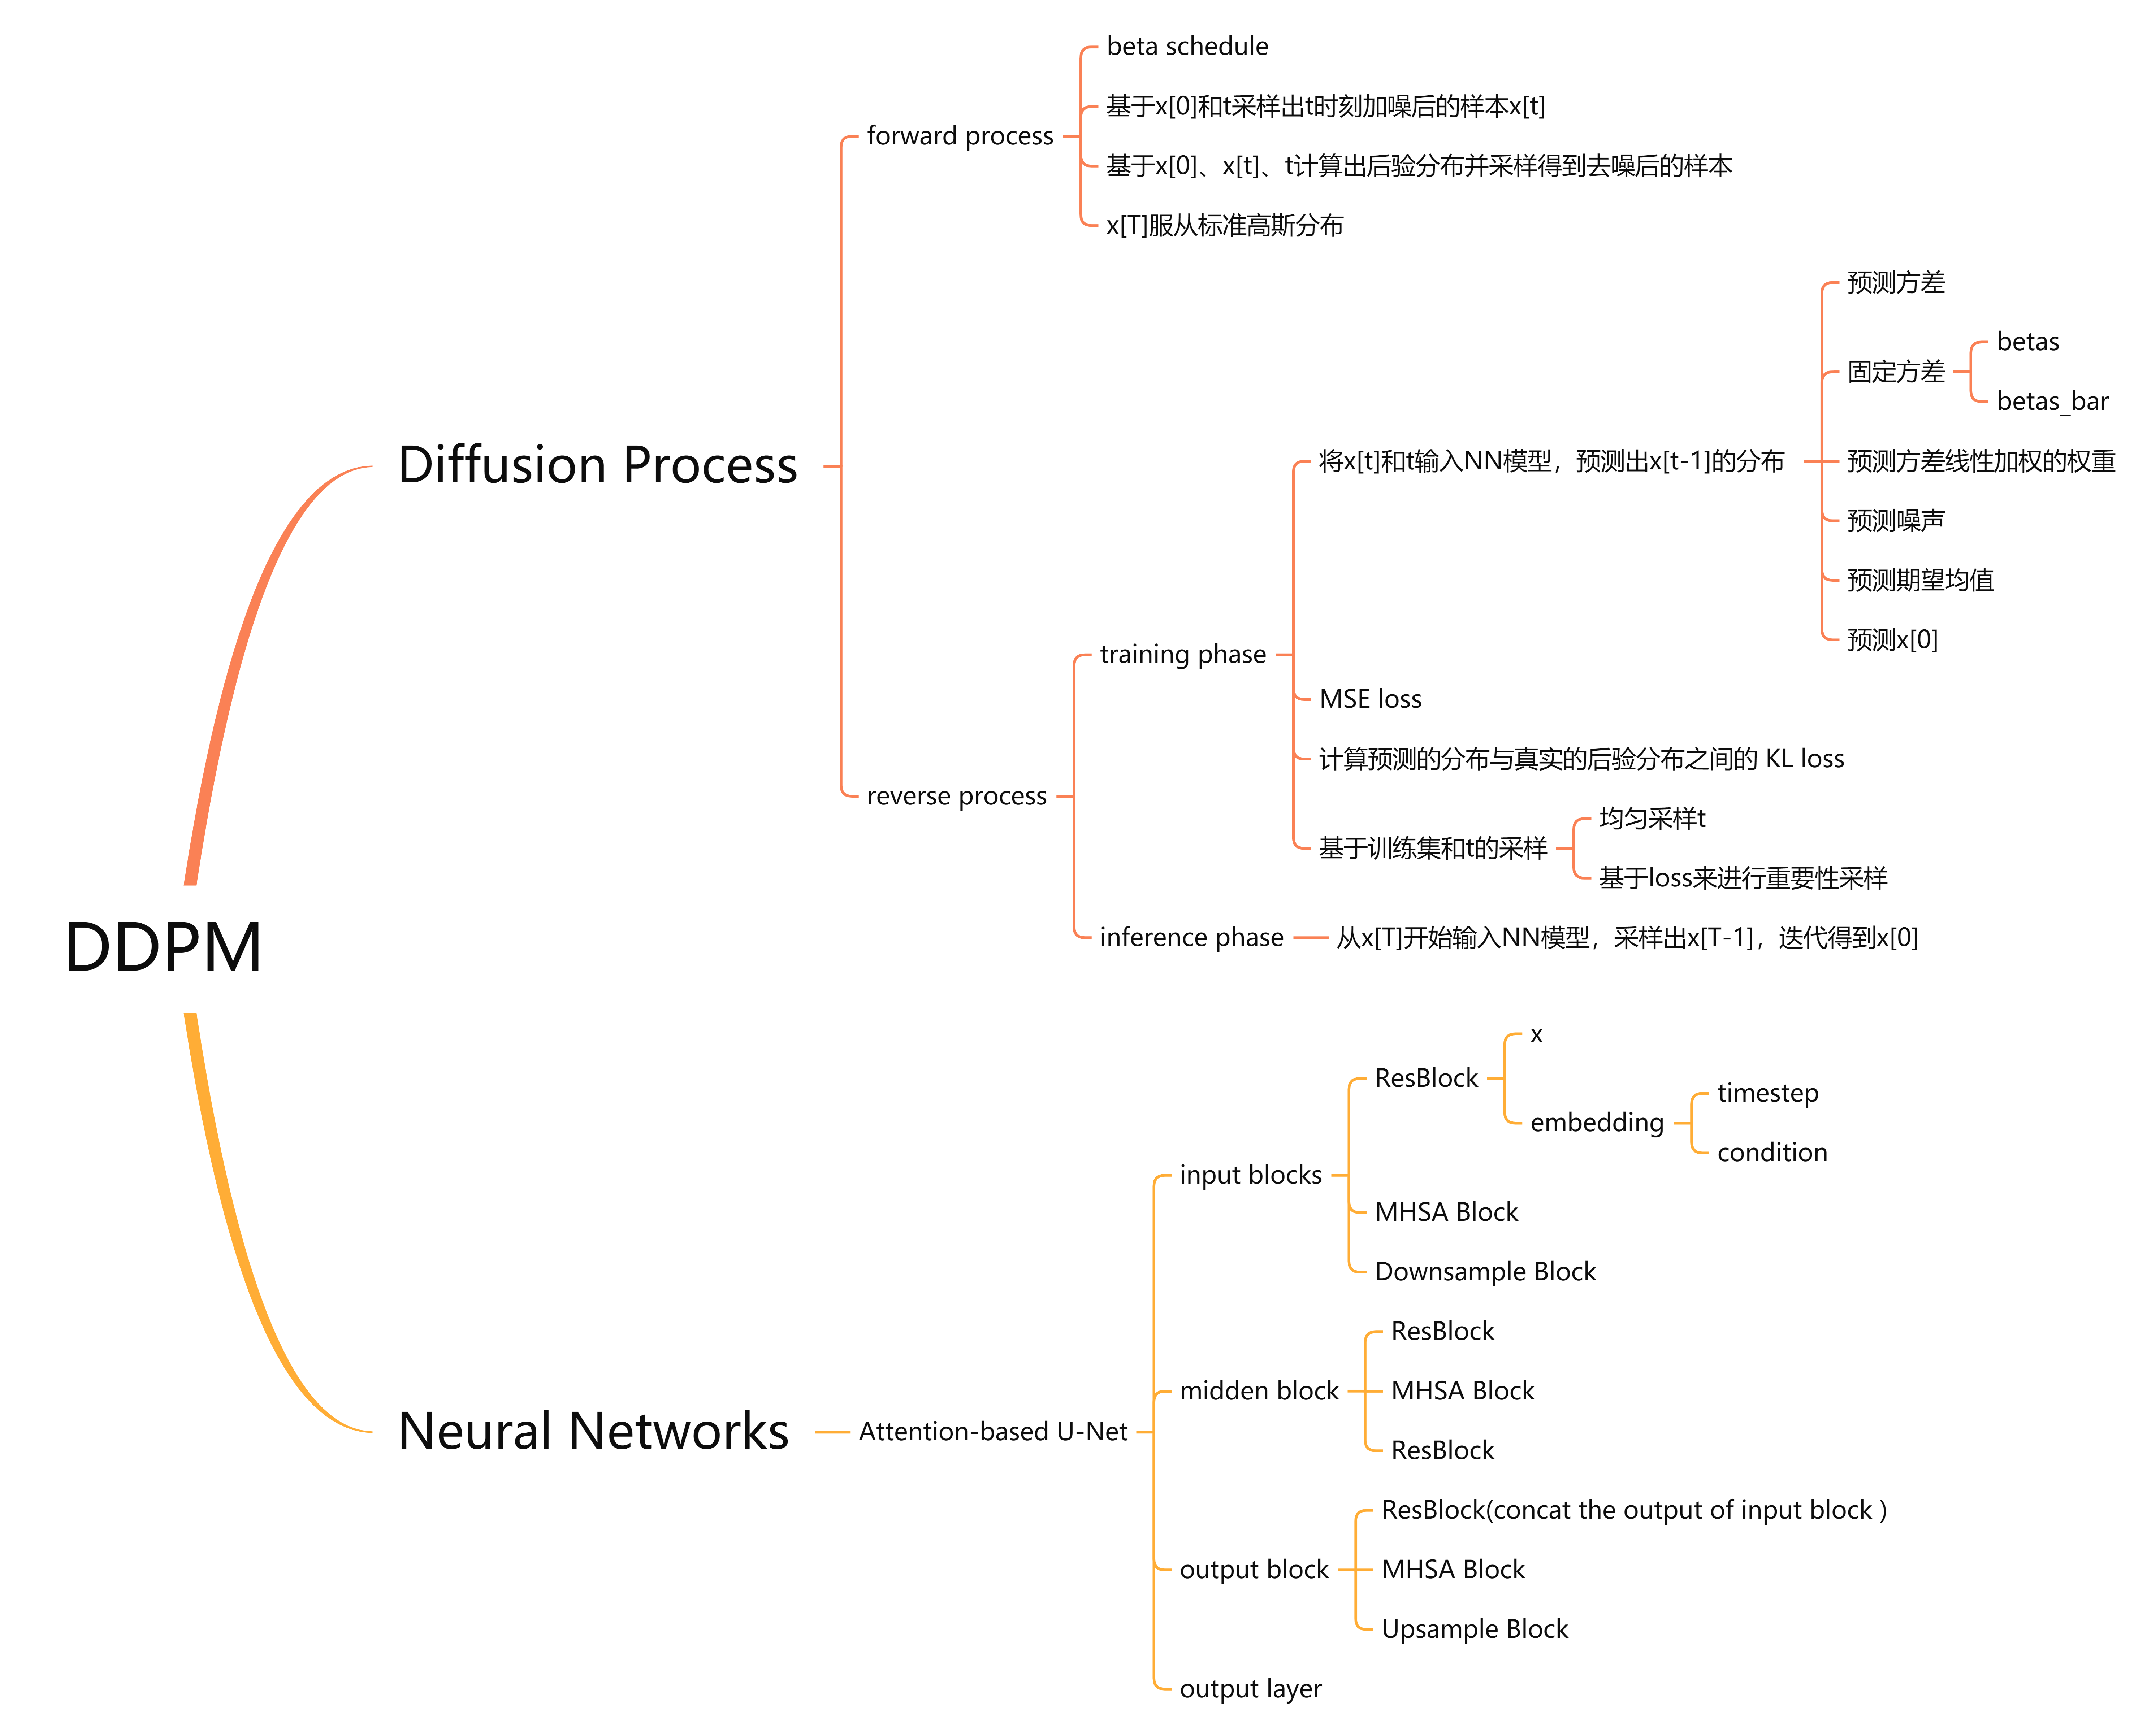 DDPM
Diffusion Process
forward process
beta schedule
基于x[0]和t采样出t时刻加噪后的样本x[t]
基于x[0]、x[t]、t计算出后验分布并采样得到去噪后的样本
x[T]服从标准高斯分布
reverse process
training phase
将x[t]和t输入NN模型，预测出x[t-1]的分布
预测方差
固定方差
betas
betas_bar
预测方差线性加权的权重
预测噪声
预测期望均值
预测x[0]
MSE loss
计算预测的分布与真实的后验分布之间的 KL loss
基于训练集和t的采样
均匀采样t
基于loss来进行重要性采样
inference phase
从x[T]开始输入NN模型，采样出x[T-1]，迭代得到x[0]
Neural Networks
Attention-based U-Net
input blocks
ResBlock
x
embedding
timestep
condition
MHSA Block
Downsample Block
midden block
ResBlock
MHSA Block
ResBlock
output block
ResBlock(concat the output of input block )
MHSA Block
Upsample Block
output layer